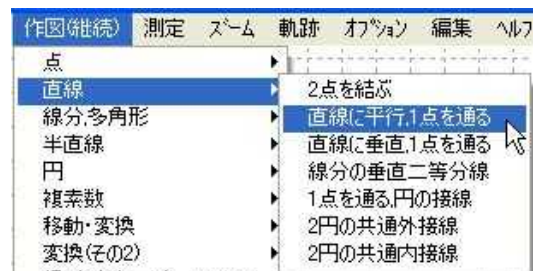 作図(継続) 測定 ズーム 軌跡 オプション 編集 ヘルプ
点
直線
線分,多角形
半直線
円
複素数
移動・変換
変換(その2)
2点を結ぶ
直線に平行,1点を通る
直線に垂直,1点を通る
線分の垂直二等分線
1点を通る,円の接線
2円の共通外接線
2円の共通内接線